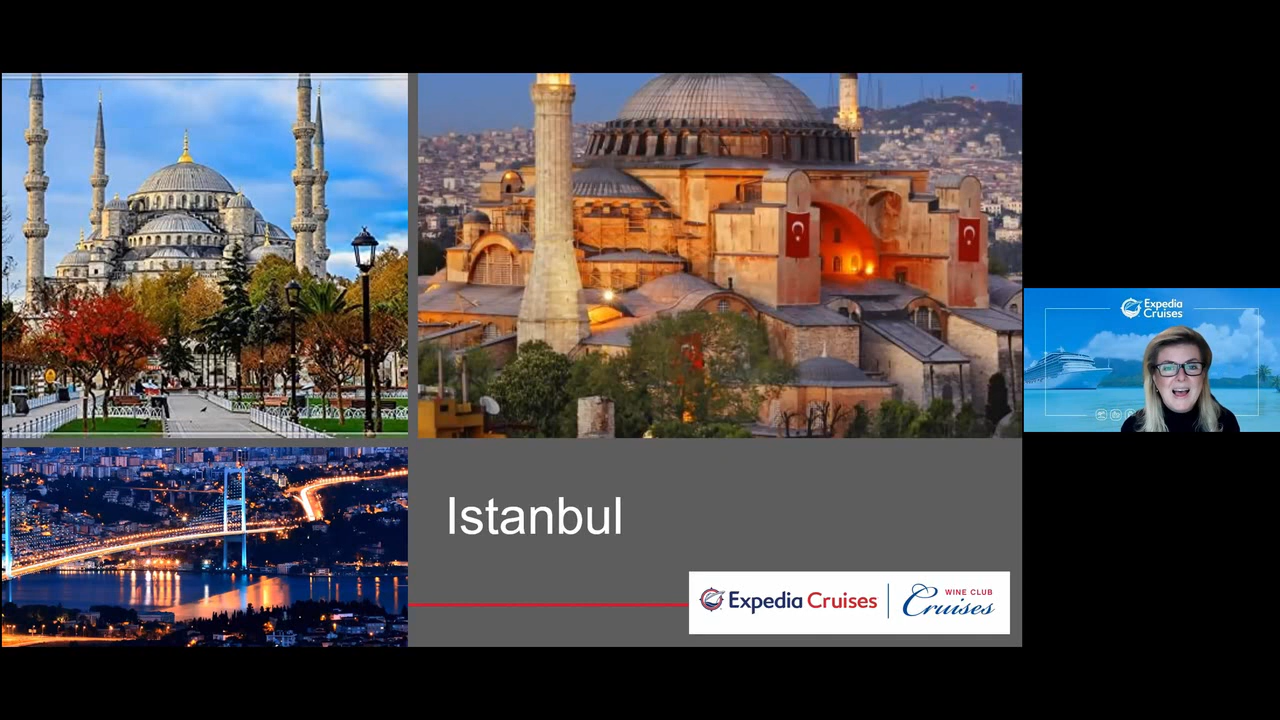 Istanbul
Expedia Cruises
WINE CLUB
Cruises
Expedia
Cruises